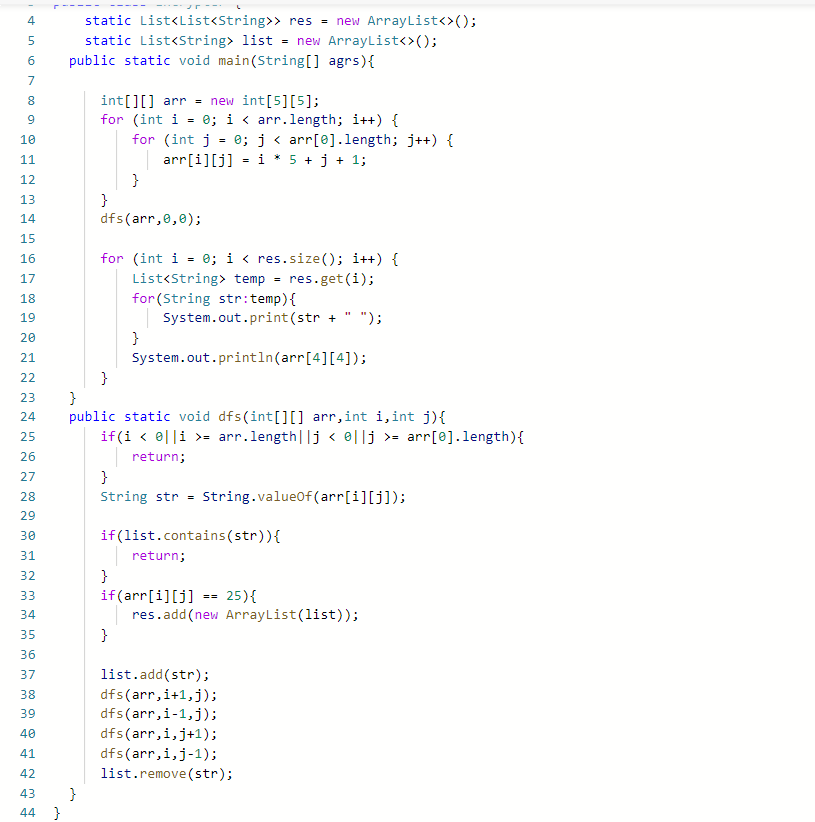 4 static List<List<String>> res = new ArrayList<>();
5 static List<String> list = new ArrayList<>();
6 public static void main(String[] agrs){
7
8 int[][] arr = new int[5][5];
9 for (int i = 0; i < arr.length; i++) {
10 for (int j = 0; j < arr[0].length; j++) {
11 arr[i][j] = i * 5 + j + 1;
12 }
13 }
14 dfs(arr,0,0);
15
16 for (int i = 0; i < res.size(); i++) {
17 List<String> temp = res.get(i);
18 for(String str:temp){
19 System.out.print(str + " ");
20 }
21 System.out.println(arr[4][4]);
22 }
23 }
24 public static void dfs(int[][] arr,int i,int j){
25 if(i < 0||i >= arr.length||j < 0||j >= arr[0].length){
26 return;
27 }
28 String str = String.valueOf(arr[i][j]);
29
30 if(list.contains(str)){
31 return;
32 }
33 if(arr[i][j] == 25){
34 res.add(new ArrayList(list));
35 }
36
37 list.add(str);
38 dfs(arr,i+1,j);
39 dfs(arr,i-1,j);
40 dfs(arr,i,j+1);
41 dfs(arr,i,j-1);
42 list.remove(str);
43 }
44 }